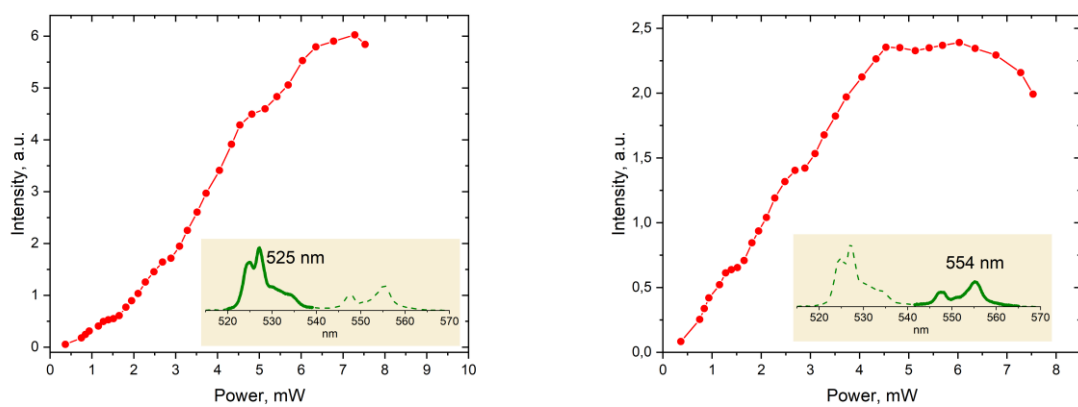 Intensity, a.u.
6
5
4
3
2
1
0
525 nm
520 530 540 550 560 570
nm
0 1 2 3 4 5 6 7 8 9 10
Power, mW
Intensity, a.u.
2,5
2,0
1,5
1,0
0,5
0,0
554 nm
520 530 540 550 560 570
nm
0 1 2 3 4 5 6 7 8
Power, mW